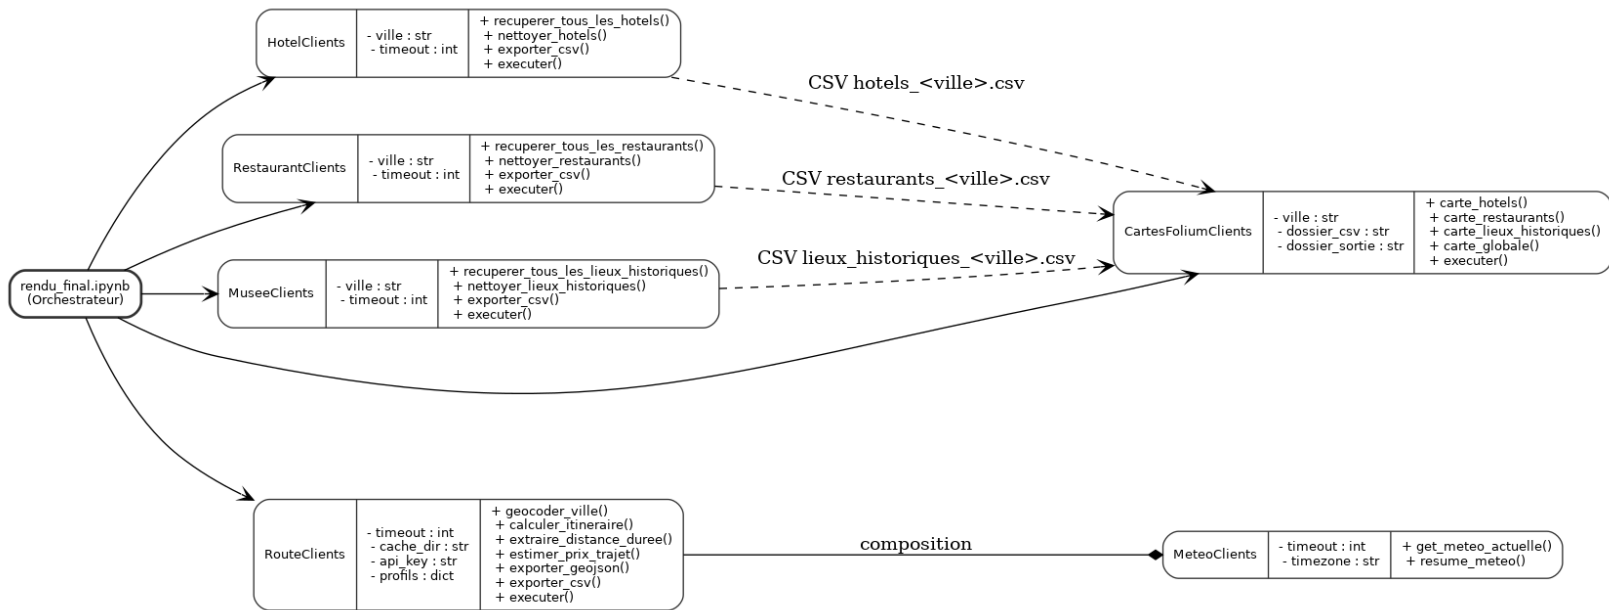 rendu_final.ipynb
(Orchestrateur)
HotelClients
- ville : str
- timeout : int
+ recuperer_tous_les_hotels()
+ nettoyer_hotels()
+ exporter_csv()
+ executer()
CSV hotels_<ville>.csv
RestaurantClients
- ville : str
- timeout : int
+ recuperer_tous_les_restaurants()
+ nettoyer_restaurants()
+ exporter_csv()
+ executer()
CSV restaurants_<ville>.csv
MuseeClients
- ville : str
- timeout : int
+ recuperer_tous_les_lieux_historiques()
+ nettoyer_lieux_historiques()
+ exporter_csv()
+ executer()
CSV lieux_historiques_<ville>.csv
CartesFoliumClients
- ville : str
- dossier_csv : str
- dossier_sortie : str
+ carte_hotels()
+ carte_restaurants()
+ carte_lieux_historiques()
+ carte_globale()
+ executer()
RouteClients
- timeout : int
- cache_dir : str
- api_key : str
- profils : dict
+ geocoder_ville()
+ calculer_itineraire()
+ extraire_distance_duree()
+ estimer_prix_trajet()
+ exporter_geojson()
+ exporter_csv()
+ executer()
composition
MeteoClients
- timeout : int
- timezone : str
+ get_meteo_actuelle()
+ resume_meteo()